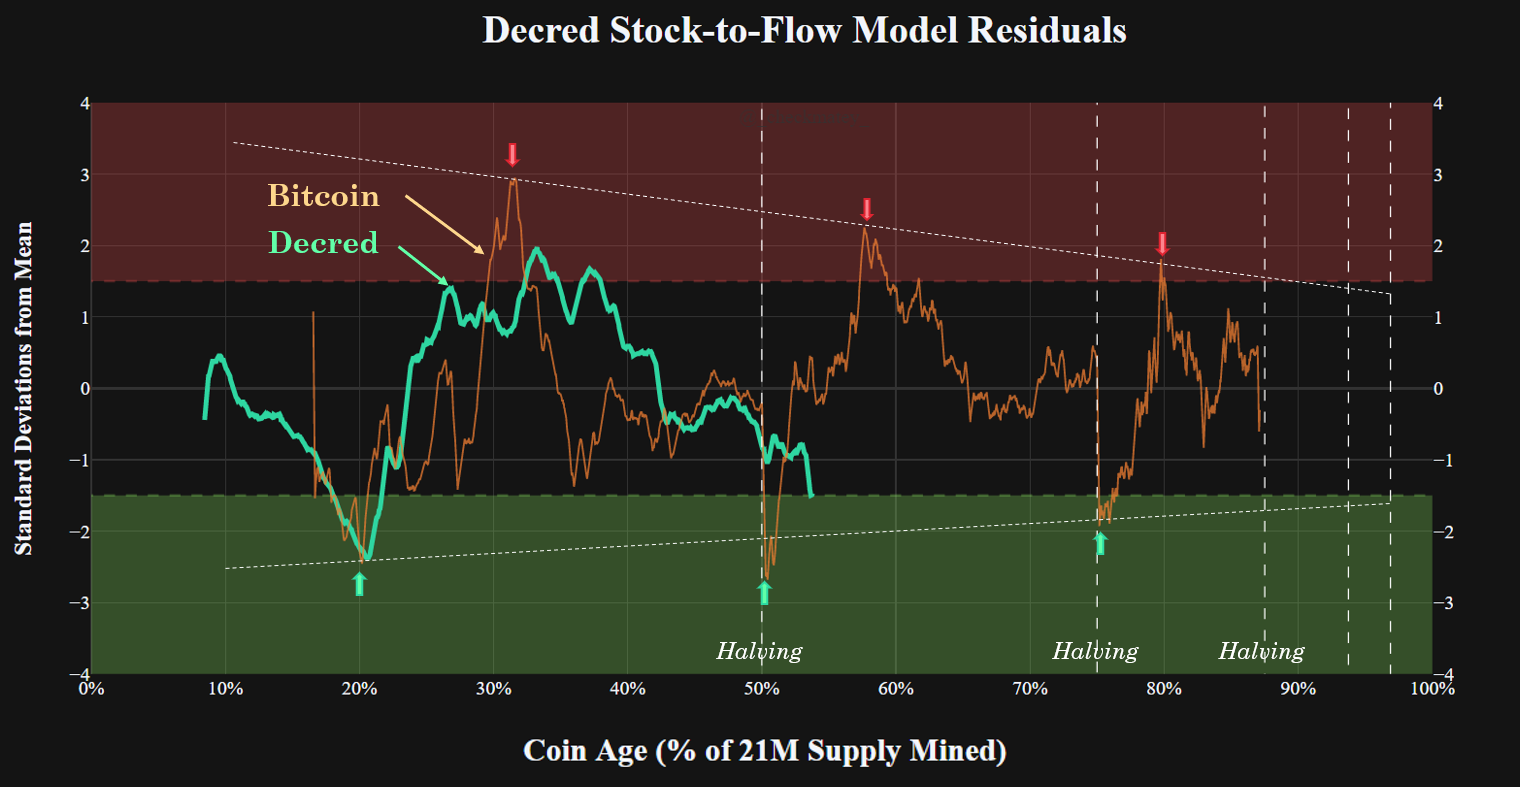 Decred Stock-to-Flow Model Residuals
4 4
3 3
Bitcoin
Decred
2 2
1 1
0 0
−1 −1
−2 −2
−3 −3
Halving Halving Halving
−4 −4
0% 10% 20% 30% 40% 50% 60% 70% 80% 90% 100%
Standard Deviations from Mean
Coin Age (% of 21M Supply Mined)